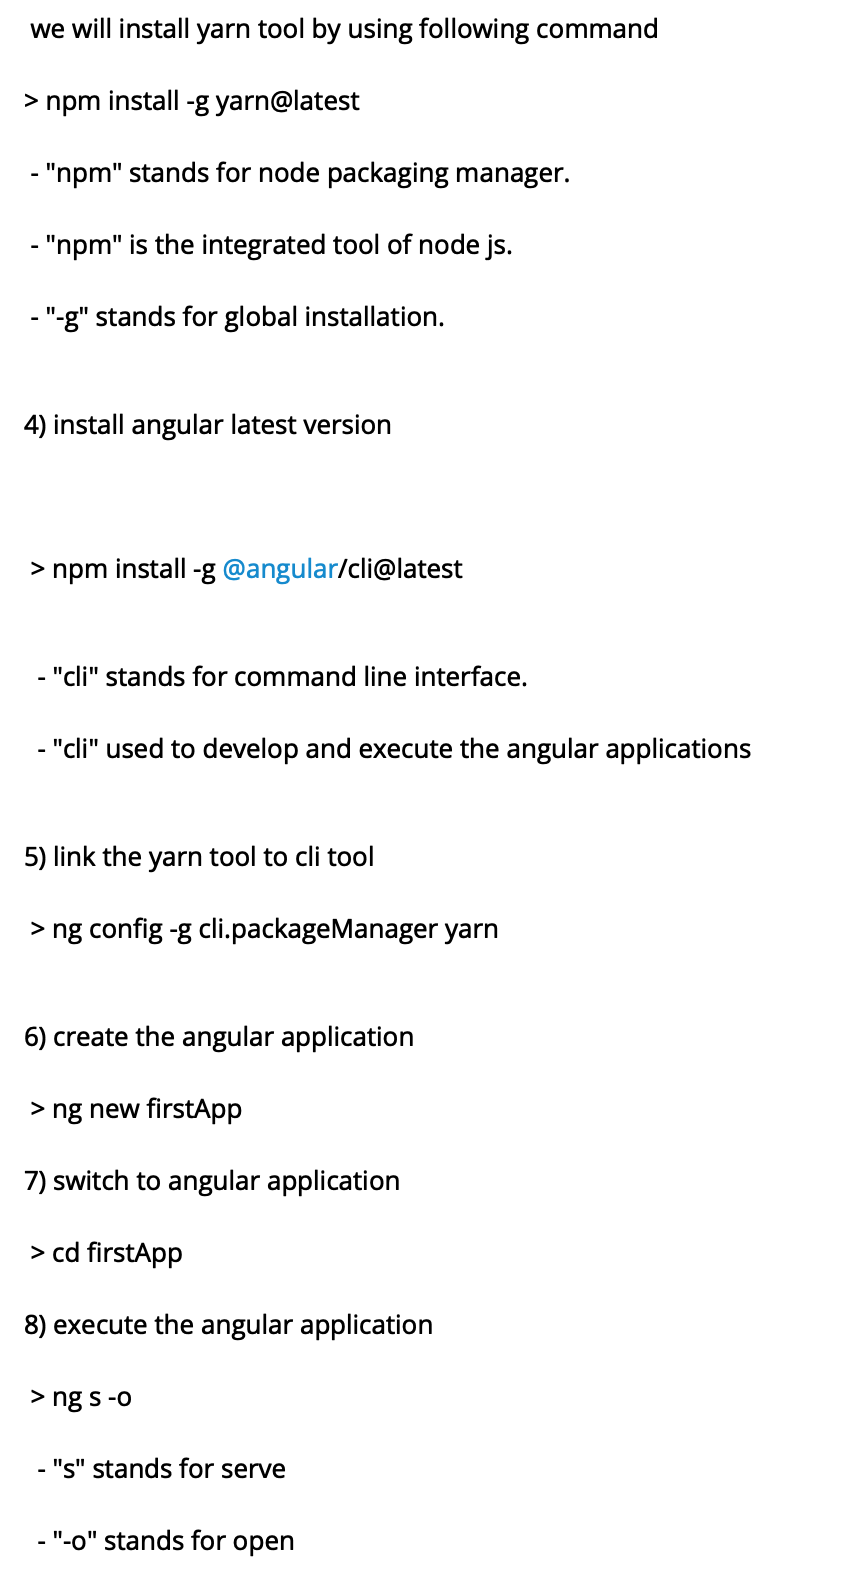 we will install yarn tool by using following command
> npm install -g yarn@latest
- "npm" stands for node packaging manager.
- "npm" is the integrated tool of node js.
- "-g" stands for global installation.
4) install angular latest version
> npm install -g @angular/cli@latest
- "cli" stands for command line interface.
- "cli" used to develop and execute the angular applications
5) link the yarn tool to cli tool
> ng config -g cli.packageManager yarn
6) create the angular application
> ng new firstApp
7) switch to angular application
> cd firstApp
8) execute the angular application
> ng s -o
- "s" stands for serve
- "-o" stands for open